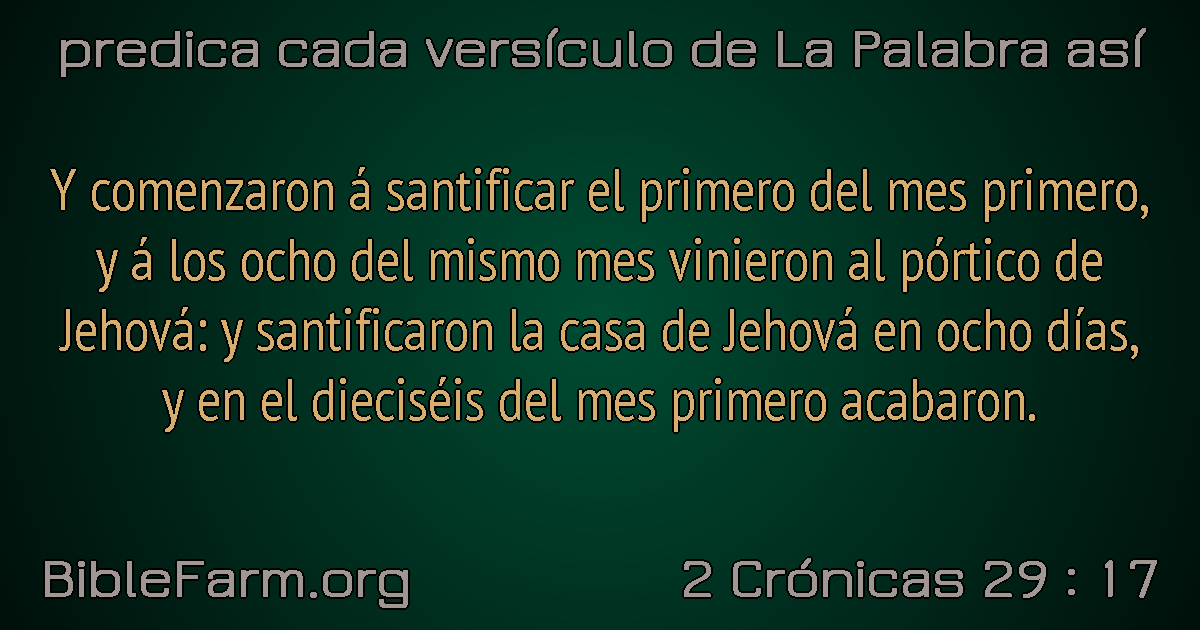 predica cada versículo de La Palabra así
Y comenzaron á santificar el primero del mes primero,
y á los ocho del mismo mes vinieron al pórtico de
Jehová: y santificaron la casa de Jehová en ocho días,
y en el dieciséis del mes primero acabaron.
BibleFarm.org
2 Crónicas 29 : 17